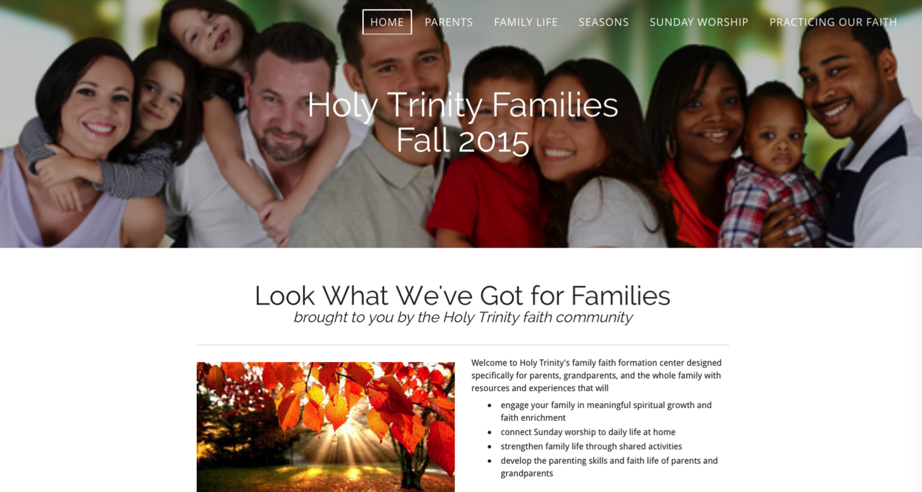 HOME PARENTS FAMILY LIFE SEASONS SUNDAY WORSHIP PRACTICING OUR FAITH
Holy Trinity Families
Fall 2015
Look What We've Got for Families
brought to you by the Holy Trinity faith community
Welcome to Holy Trinity's family faith formation center designed
specifically for parents, grandparents, and the whole family with
resources and experiences that will
• engage your family in meaningful spiritual growth and
faith enrichment
• connect Sunday worship to daily life at home
• strengthen family life through shared activities
• develop the parenting skills and faith life of parents and
grandparents